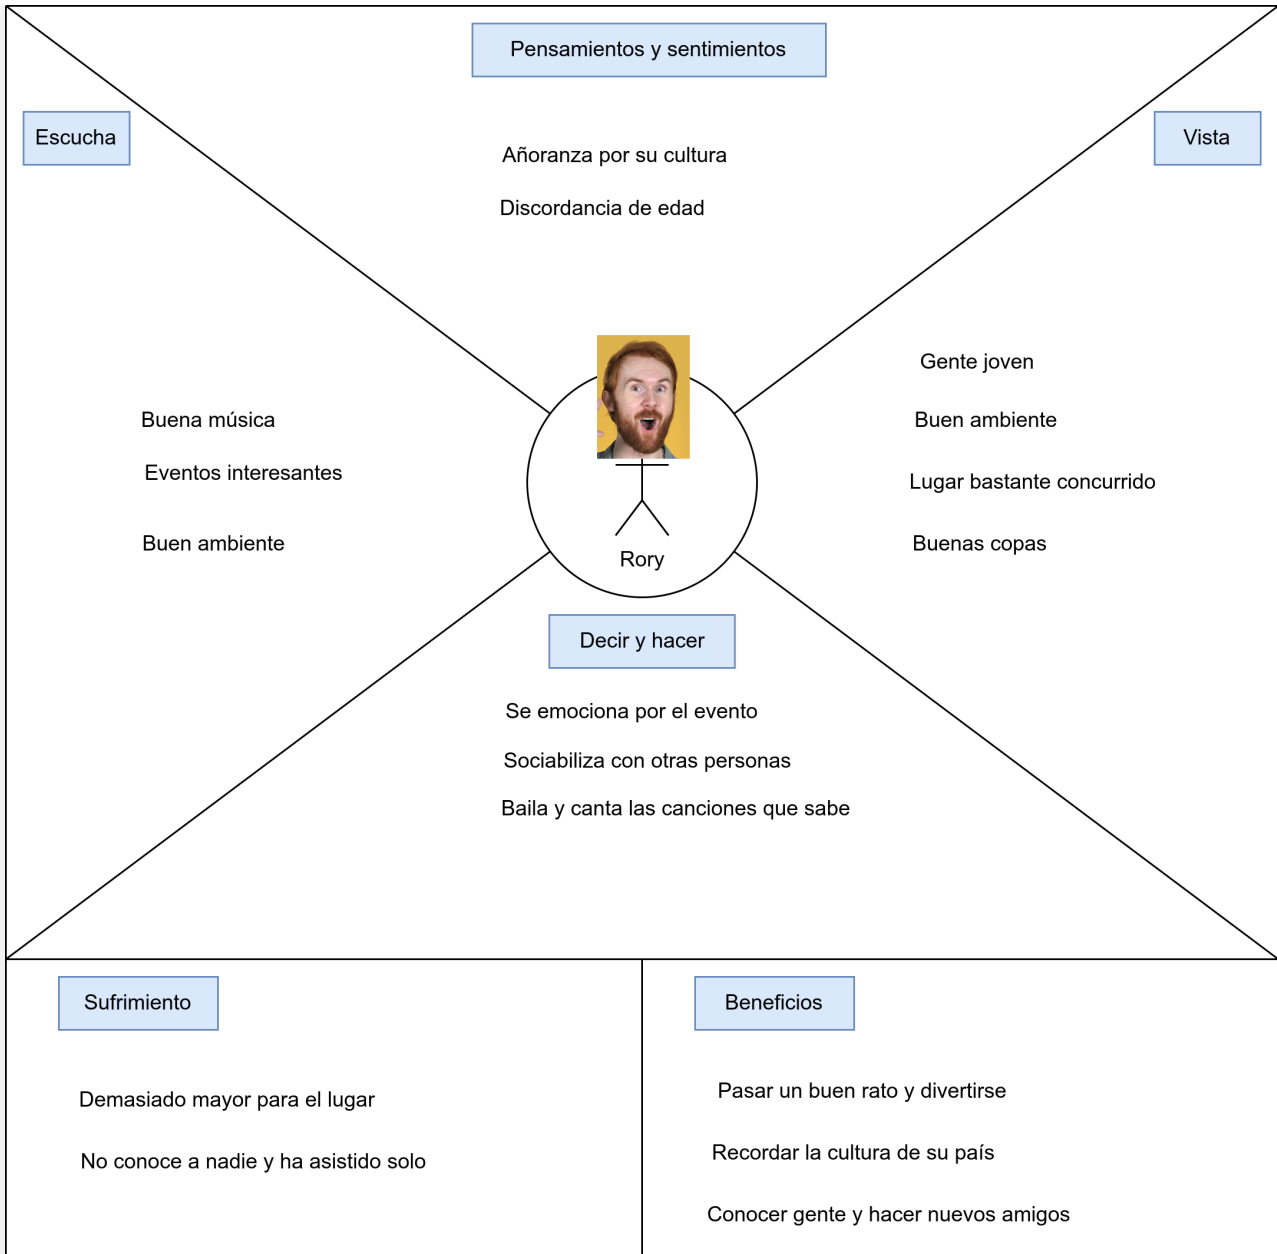 Pensamientos y sentimientos
Escucha
Vista
Añoranza por su cultura
Discordancia de edad
Buena música
Eventos interesantes
Buen ambiente
Gente joven
Buen ambiente
Lugar bastante concurrido
Buenas copas
Rory
Decir y hacer
Se emociona por el evento
Sociabiliza con otras personas
Baila y canta las canciones que sabe
Sufrimiento
Demasiado mayor para el lugar
No conoce a nadie y ha asistido solo
Beneficios
Pasar un buen rato y divertirse
Recordar la cultura de su país
Conocer gente y hacer nuevos amigos